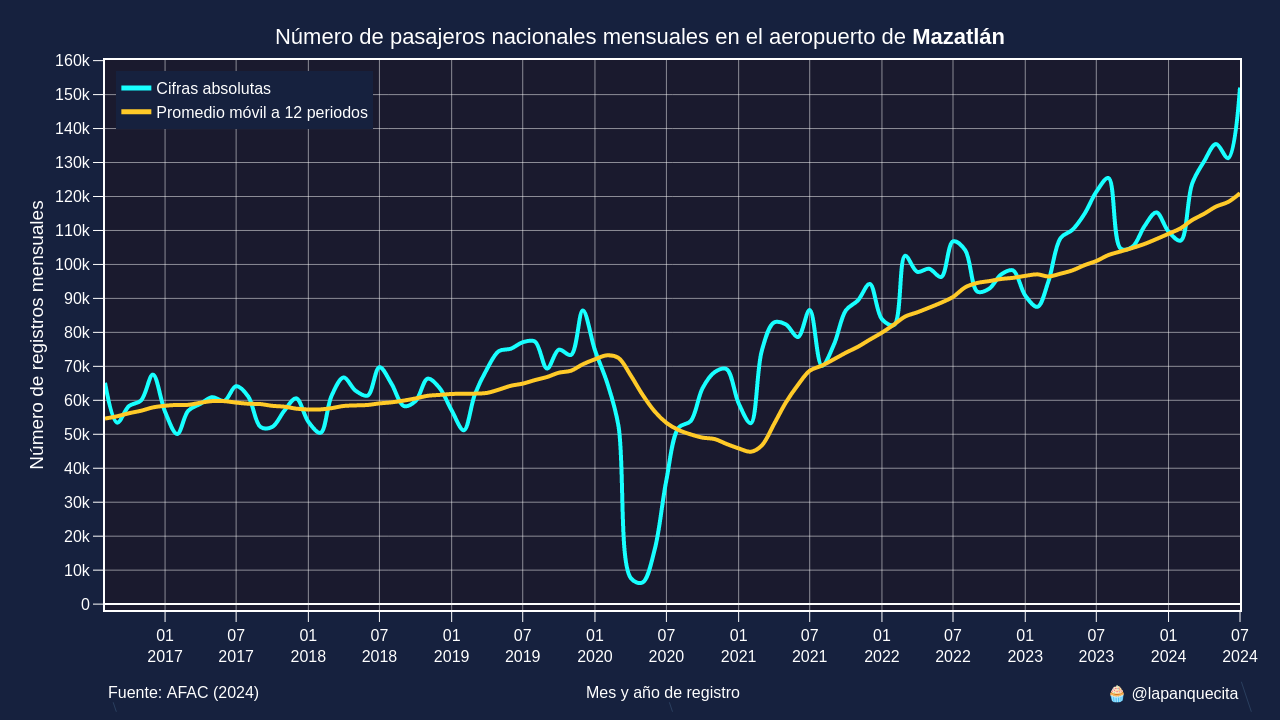 Número de pasajeros nacionales mensuales en el aeropuerto de Mazatlán
Cifras absolutas
Promedio móvil a 12 periodos
Número de registros mensuales
160k
150k
140k
130k
120k
110k
100k
90k
80k
70k
60k
50k
40k
30k
20k
10k
0
01 07 01 07 01 07 01 07 01 07 01 07 01 07 01 07
2017 2017 2018 2018 2019 2019 2020 2020 2021 2021 2022 2022 2023 2023 2024 2024
Fuente: AFAC (2024) Mes y año de registro 🧁 @lapanquecita